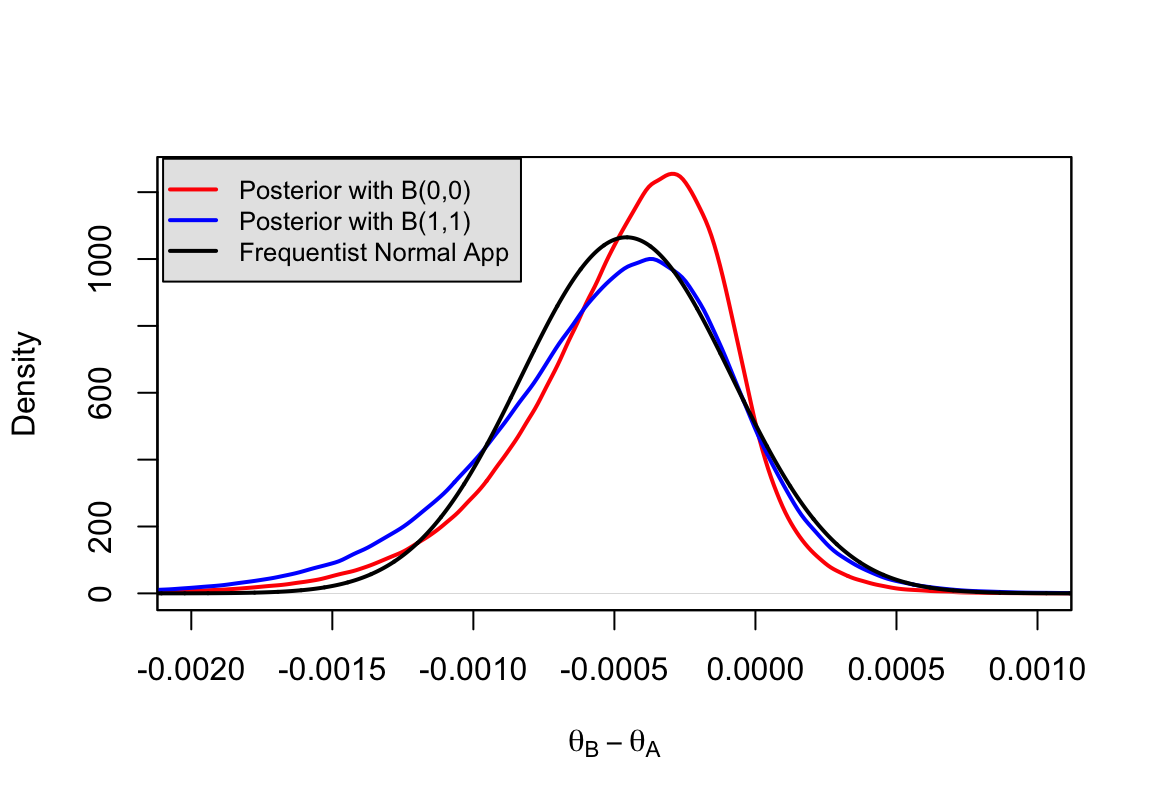 Posterior with B(0,0)
Posterior with B(1,1)
Frequentist Normal App
Density
1000
600
200
0
-0.0020 -0.0015 -0.0010 -0.0005 0.0000 0.0005 0.0010
θB – θA